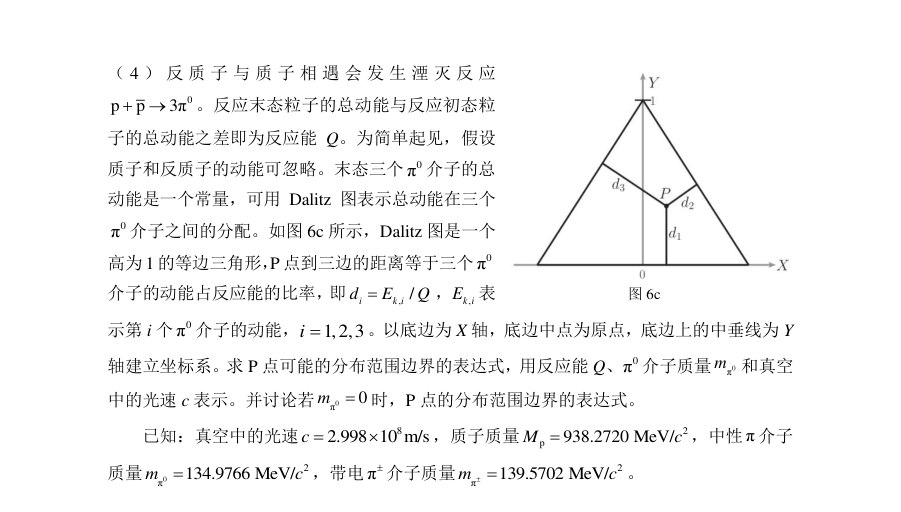 （4）反质子与质子相遇会发生湮灭反应
p + p̅ → 3π⁰。反应末态粒子的总动能与反应初态粒
子的总动能之差即为反应能 Q。为简单起见，假设
质子和反质子的动能可忽略。末态三个 π⁰ 介子的总
动能是一个常量，可用 Dalitz 图表示总动能在三个
π⁰ 介子之间的分配。如图 6c 所示，Dalitz 图是一个
高为 1 的等边三角形，P 点到三边的距离等于三个 π⁰
介子的动能占反应能的比率，即 d_i = E_{k,i} / Q ，E_{k,i} 表
Y
1
d₃
P
d₂
d₁
0
X
图 6c
示第 i 个 π⁰ 介子的动能，i = 1, 2, 3 。以底边为 X 轴，底边中点为原点，底边上的中垂线为 Y
轴建立坐标系。求 P 点可能的分布范围边界的表达式，用反应能 Q、π⁰ 介子质量 m_{π⁰} 和真空
中的光速 c 表示。并讨论若 m_{π⁰} = 0 时，P 点的分布范围边界的表达式。
已知：真空中的光速 c = 2.998×10⁸ m/s ，质子质量 M_p = 938.2720 MeV/c² ，中性 π 介子
质量 m_{π⁰} = 134.9766 MeV/c² ，带电 π^± 介子质量 m_{π^±} = 139.5702 MeV/c² 。